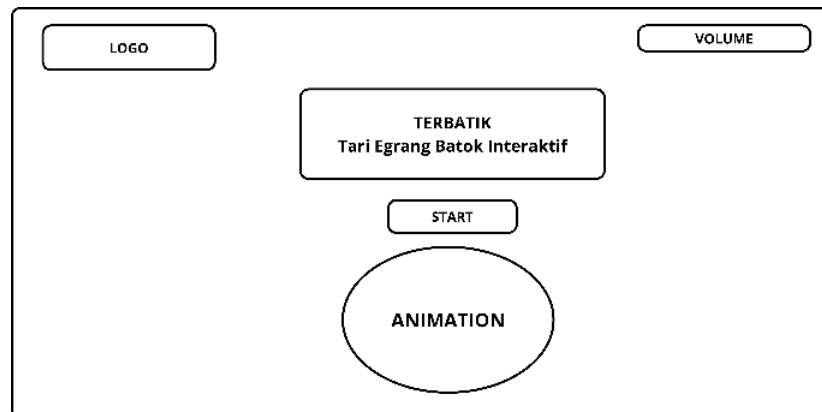 LOGO
VOLUME
TERBATIK
Tari Egrang Batok Interaktif
START
ANIMATION